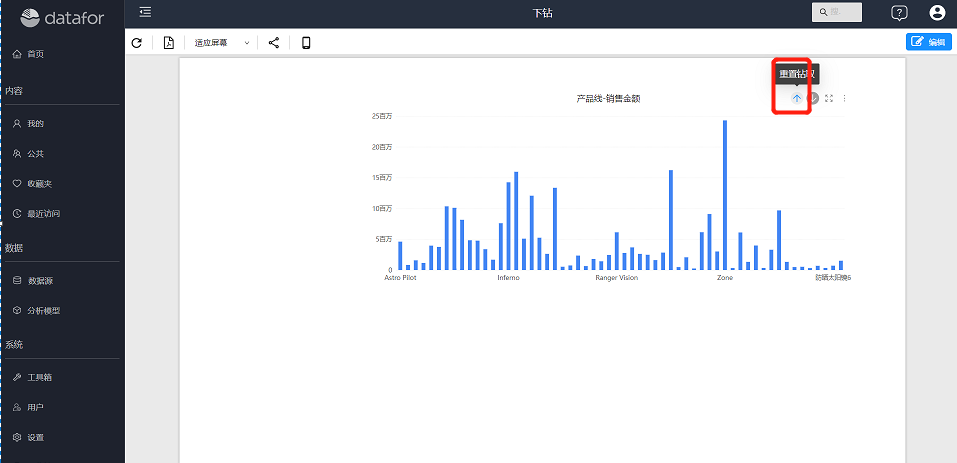 datafor
下钻
搜
首页
内容
我的
公共
收藏夹
最近访问
数据
数据源
分析模型
系统
工具箱
用户
设置
适应屏幕
编辑
重置钻取
产品线-销售金额
25百万
20百万
15百万
10百万
5百万
0
Astro Pilot
Inferno
Ranger Vision
Zone
防晒太阳镜6